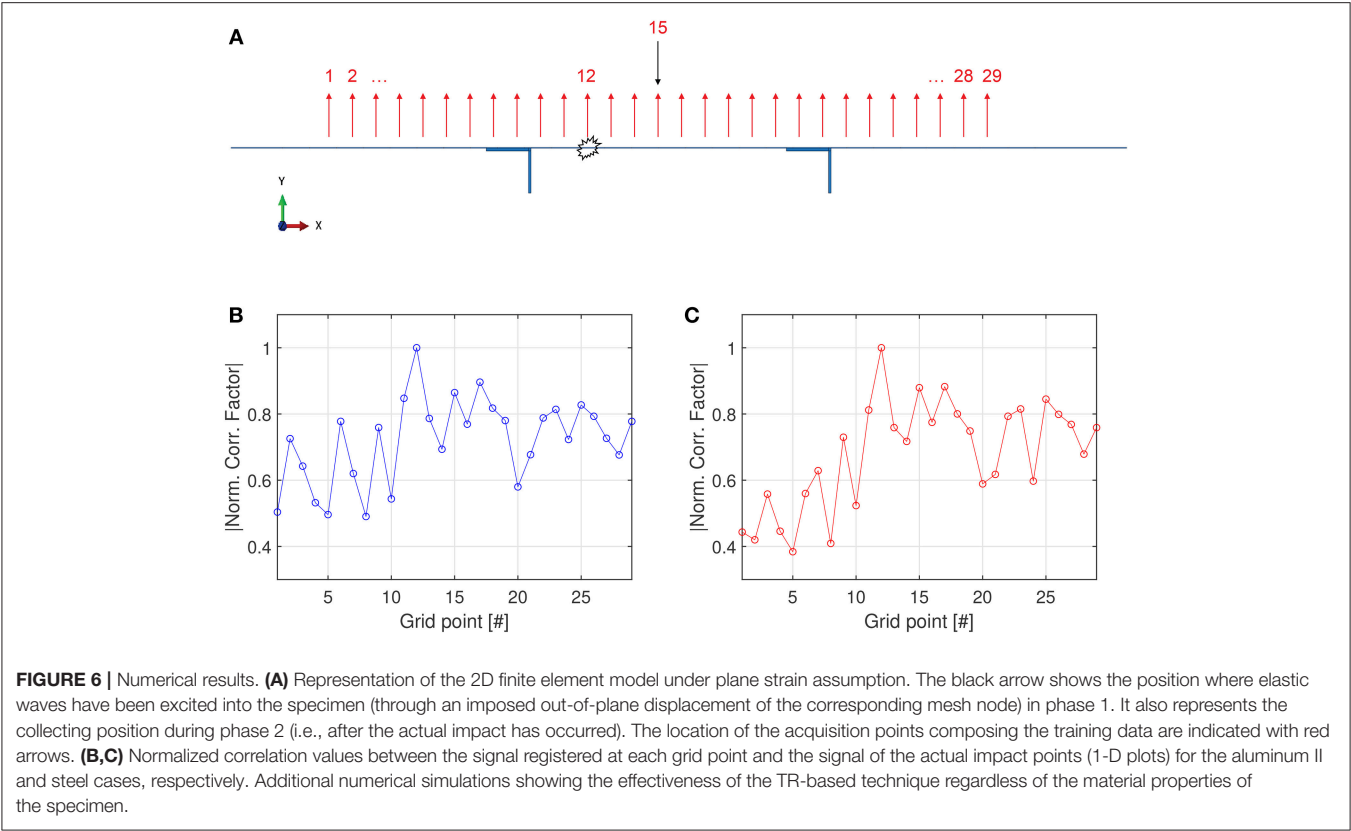 A
15
1 2 ... 12 ... 28 29
Y
X
B
|Norm. Corr. Factor|
1
0.8
0.6
0.4
5 10 15 20 25
Grid point [#]
C
|Norm. Corr. Factor|
1
0.8
0.6
0.4
5 10 15 20 25
Grid point [#]
FIGURE 6 | Numerical results. (A) Representation of the 2D finite element model under plane strain assumption. The black arrow shows the position where elastic
waves have been excited into the specimen (through an imposed out-of-plane displacement of the corresponding mesh node) in phase 1. It also represents the
collecting position during phase 2 (i.e., after the actual impact has occurred). The location of the acquisition points composing the training data are indicated with red
arrows. (B,C) Normalized correlation values between the signal registered at each grid point and the signal of the actual impact points (1-D plots) for the aluminum II
and steel cases, respectively. Additional numerical simulations showing the effectiveness of the TR-based technique regardless of the material properties of
the specimen.